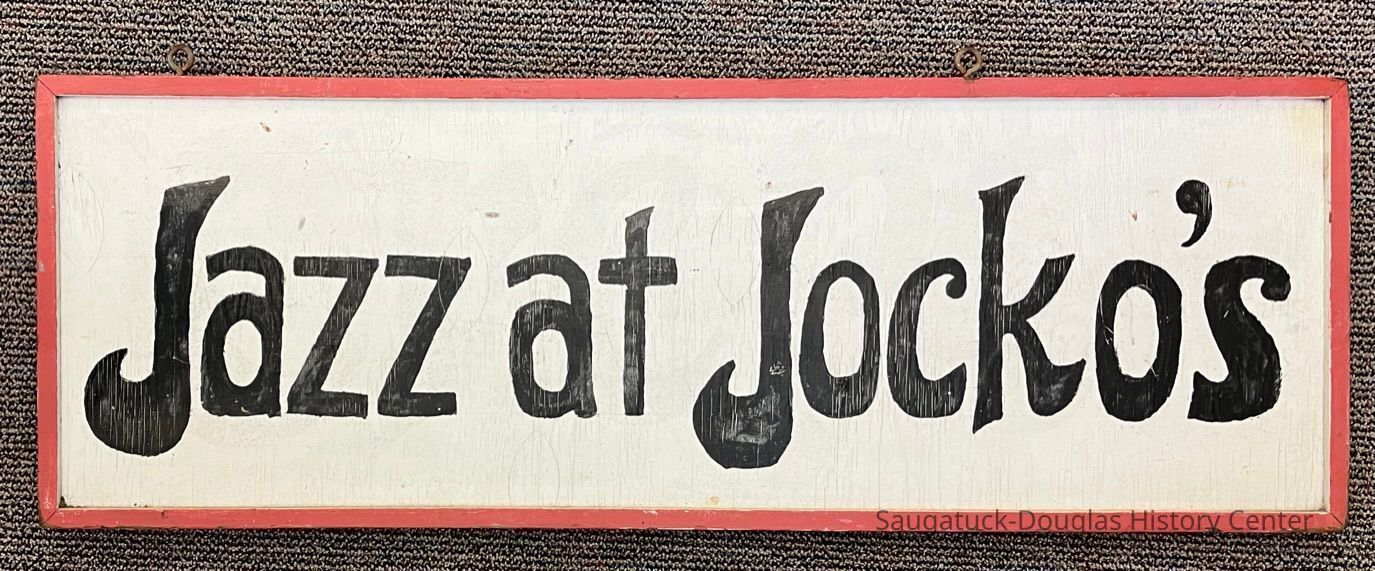 Jazz at Jocko's
Saugatuck-Douglas History Center